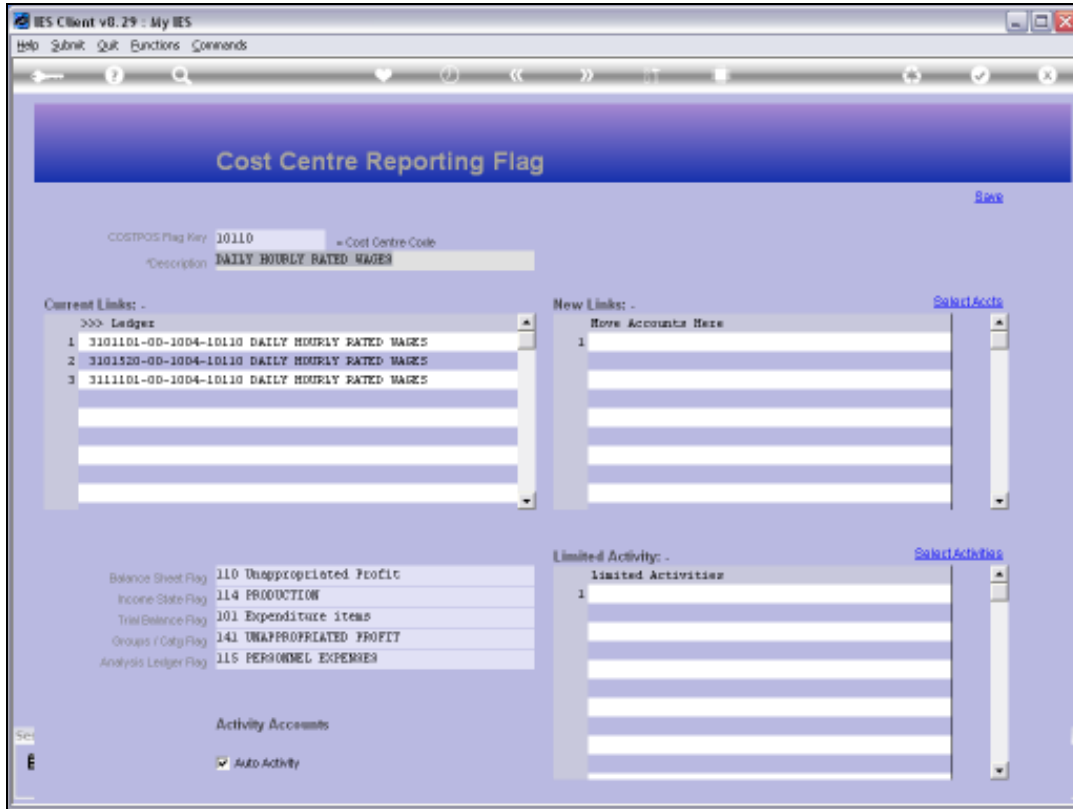 IES Client v8.29 : My IES
Help Submit Quit Functions Commands
Cost Centre Reporting Flag
Save
COSTPOS Flag Key 10110 = Cost Centre Code
*Description DAILY HOURLY RATED WAGES
Current Links: -
>>> Ledger
1 3101101-00-1004-10110 DAILY HOURLY RATED WAGES
2 3101520-00-1004-10110 DAILY HOURLY RATED WAGES
3 3111101-00-1004-10110 DAILY HOURLY RATED WAGES
New Links: - Select Accts
Move Accounts Here
1
Balance Sheet Flag 110 Unappropriated Profit
Income State Flag 114 PRODUCTION
Trial Balance Flag 101 Expenditure items
Groups / Catg Flag 141 UNAPPROPRIATED PROFIT
Analysis Ledger Flag 115 PERSONNEL EXPENSES
Limited Activity: - Select Activities
Limited Activities
1
Activity Accounts
Auto Activity